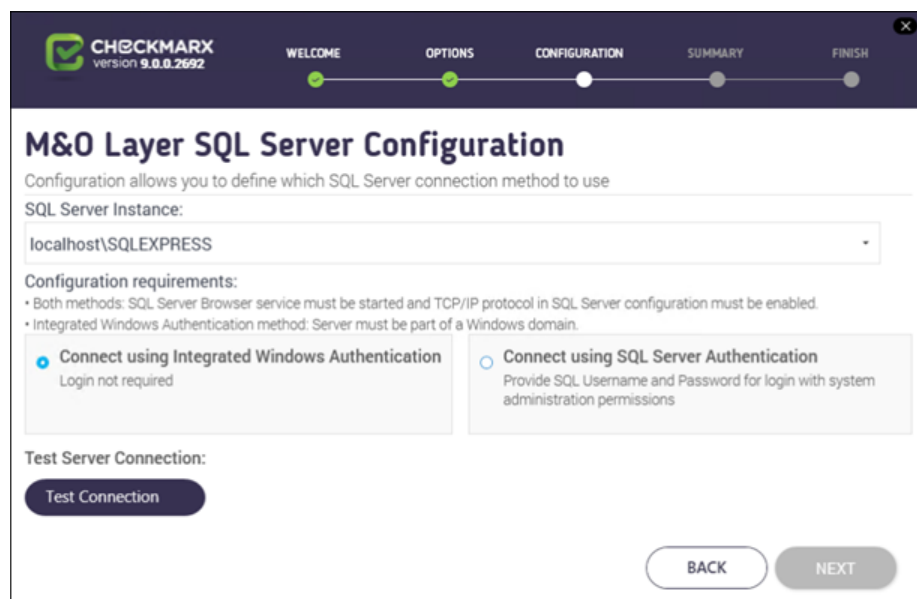 CHECKMARX
version 9.0.0.2692
WELCOME
OPTIONS
CONFIGURATION
SUMMARY
FINISH
M&O Layer SQL Server Configuration
Configuration allows you to define which SQL Server connection method to use
SQL Server Instance:
localhost\SQLEXPRESS
Configuration requirements:
• Both methods: SQL Server Browser service must be started and TCP/IP protocol in SQL Server configuration must be enabled.
• Integrated Windows Authentication method: Server must be part of a Windows domain.
Connect using Integrated Windows Authentication
Login not required
Connect using SQL Server Authentication
Provide SQL Username and Password for login with system
administration permissions
Test Server Connection:
Test Connection
BACK
NEXT